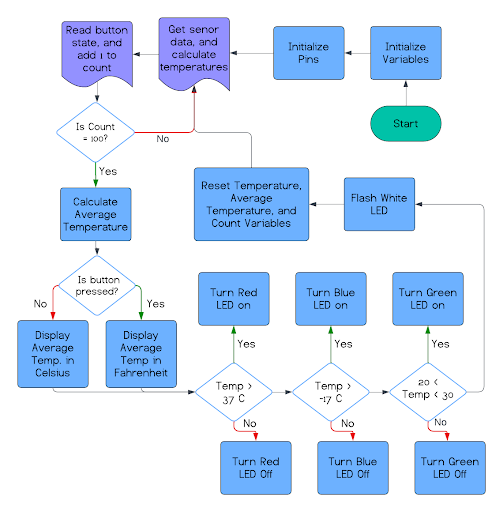 Read button
state, and
add 1 to
count
Get senor
data, and
calculate
temperatures
Initialize
Pins
Initialize
Variables
Start
Is Count
= 100?
No
Yes
Calculate
Average
Temperature
Reset Temperature,
Average
Temperature, and
Count Variables
Flash White
LED
Is button
pressed?
No
Yes
Display
Average
Temp. in
Celsius
Display
Average
Temp in
Fahrenheit
Turn Red
LED on
Turn Blue
LED on
Turn Green
LED on
Yes
Yes
Yes
Temp >
37 C
Temp >
-17 C
20 <
Temp < 30
No
No
No
Turn Red
LED Off
Turn Blue
LED Off
Turn Green
LED Off